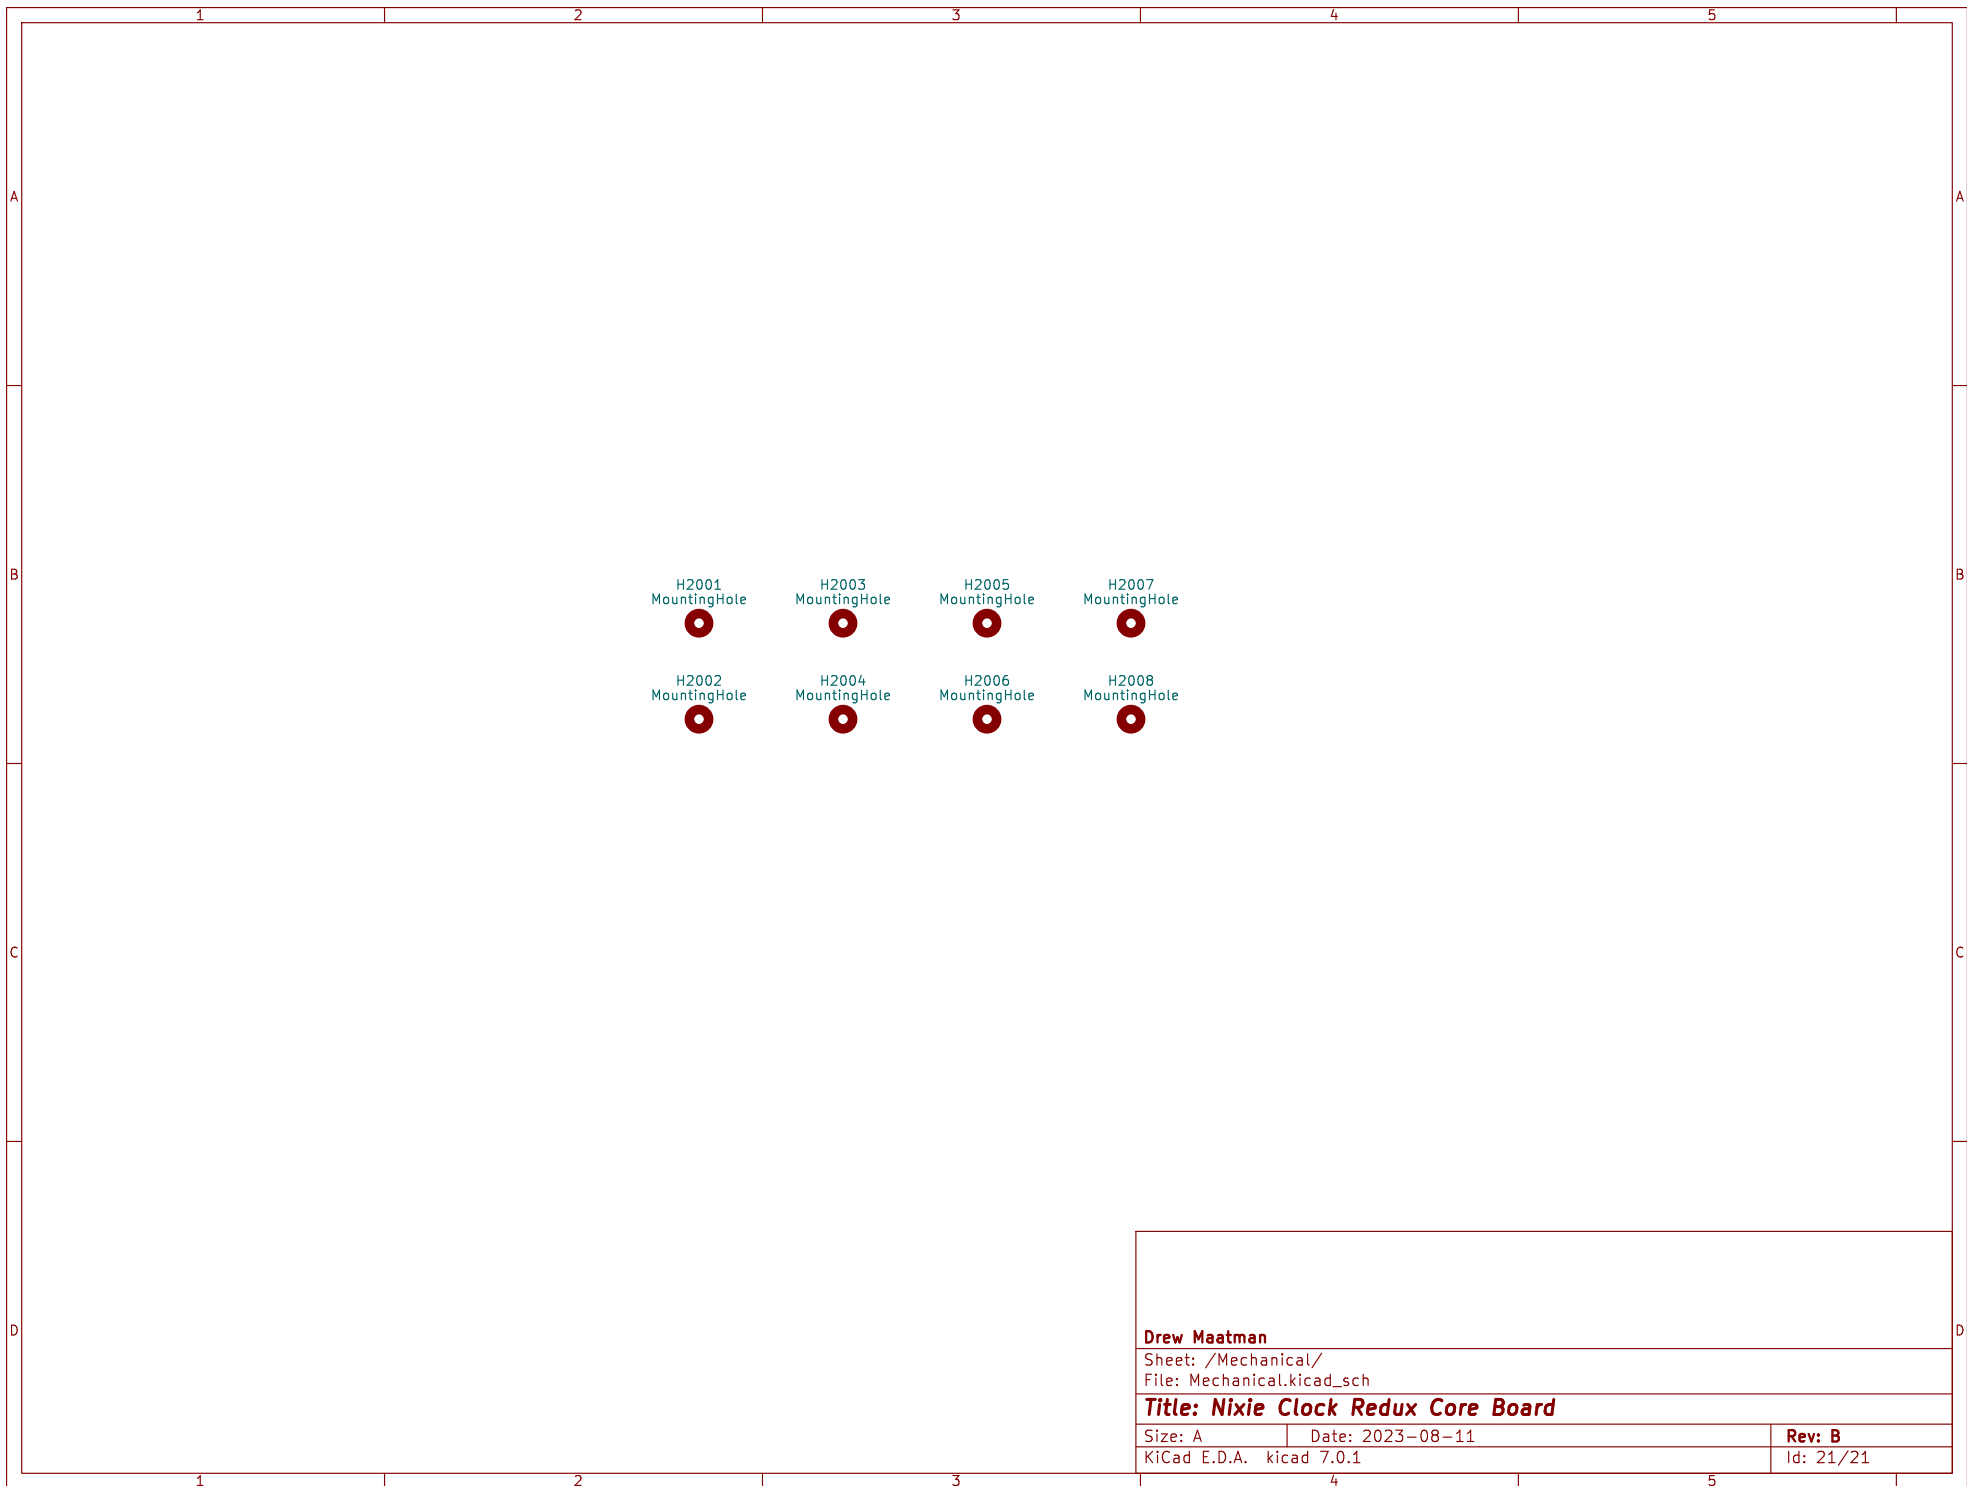 1 2 3 4 5
A A
B B
H2001 H2003 H2005 H2007
MountingHole MountingHole MountingHole MountingHole
H2002 H2004 H2006 H2008
MountingHole MountingHole MountingHole MountingHole
C C
D D
Drew Maatman
Sheet: /Mechanical/
File: Mechanical.kicad_sch
Title: Nixie Clock Redux Core Board
Size: A Date: 2023-08-11 Rev: B
KiCad E.D.A. kicad 7.0.1 Id: 21/21
1 2 3 4 5